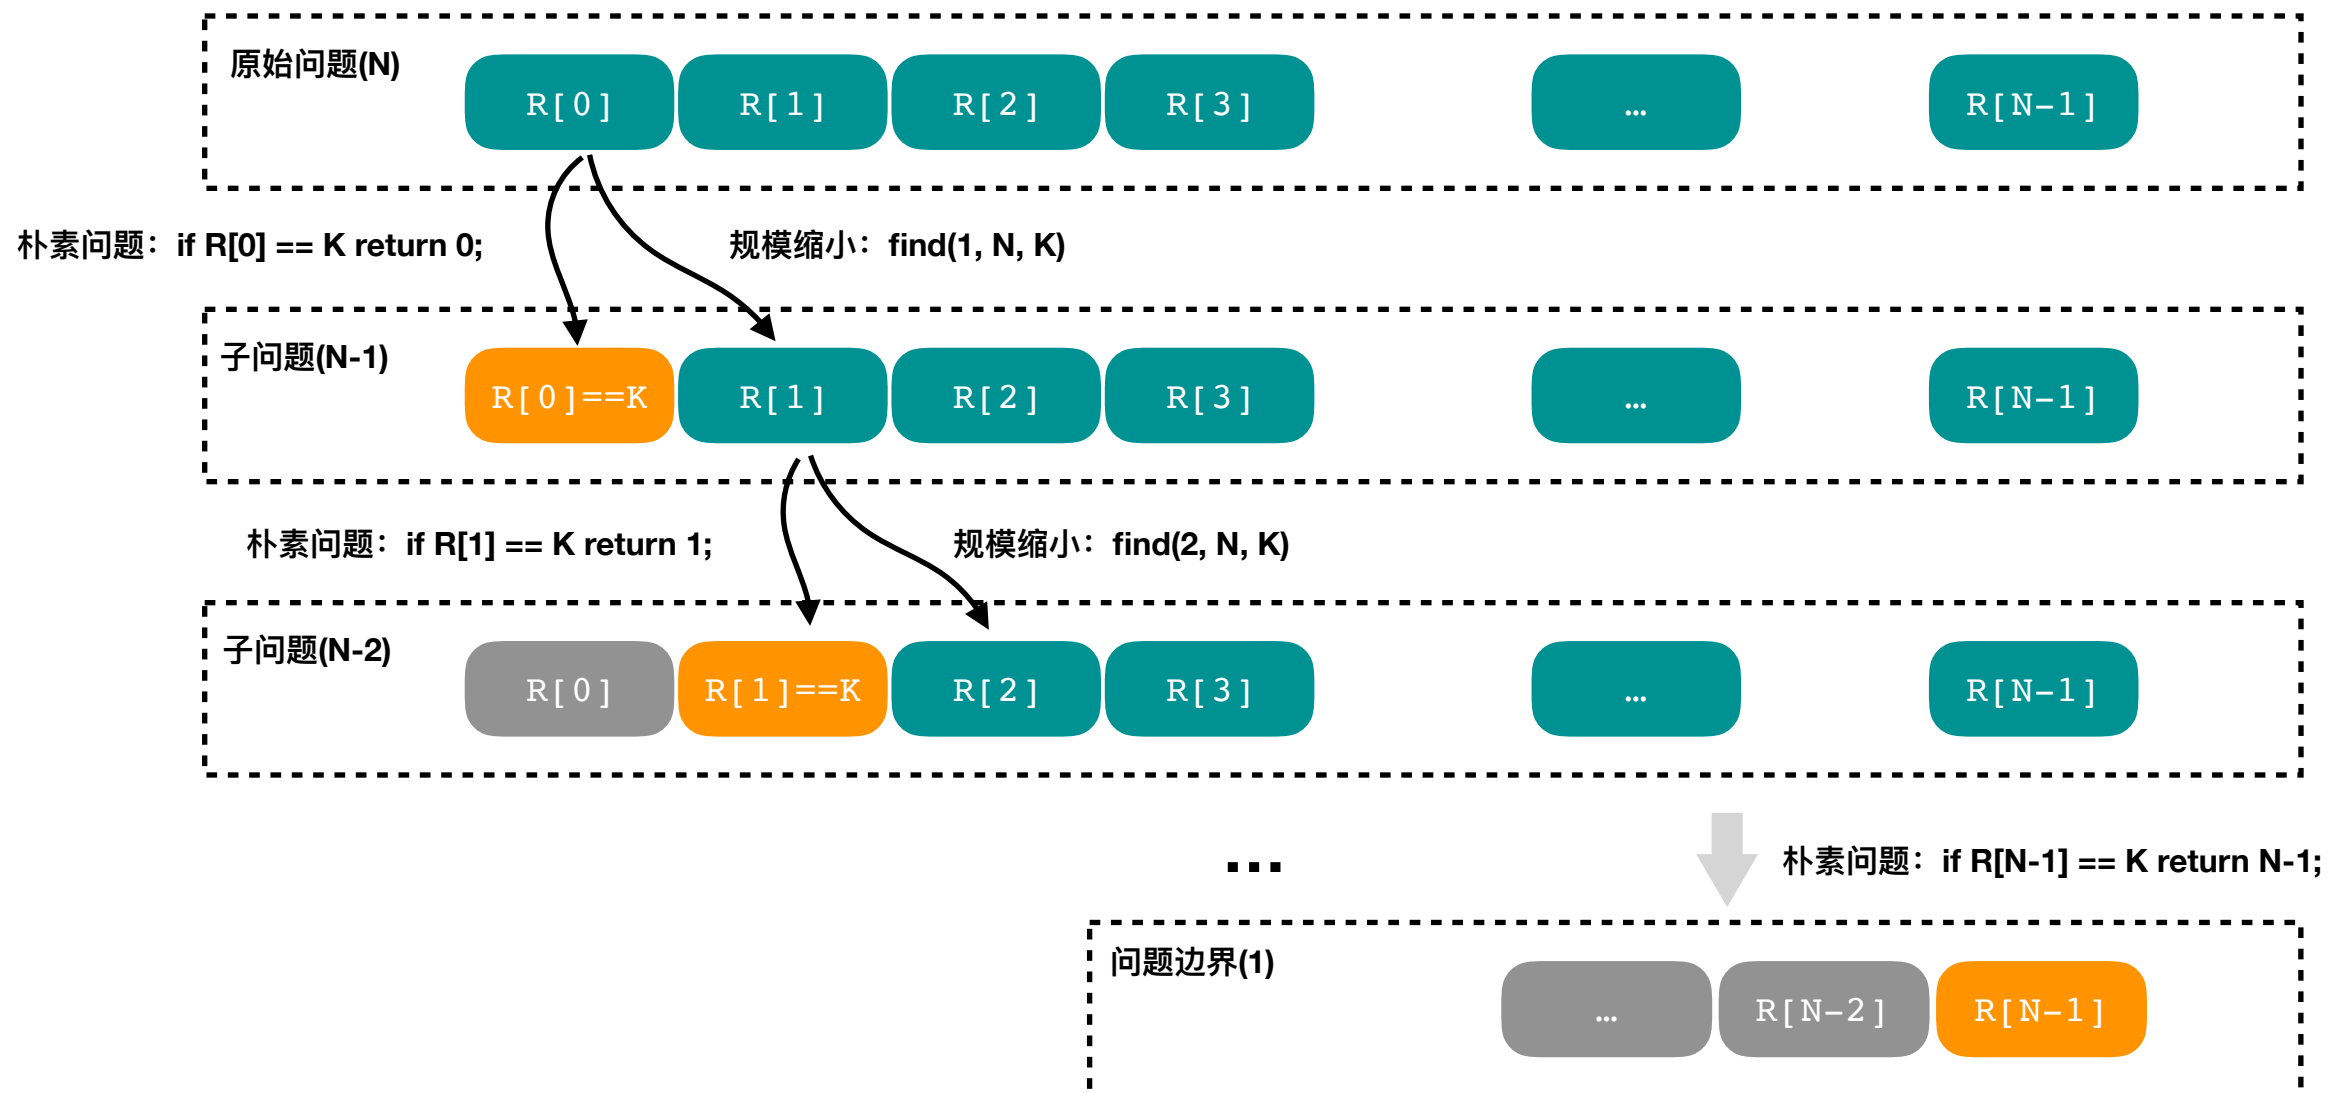 原始问题(N)
R[0] R[1] R[2] R[3] … R[N-1]
朴素问题：if R[0] == K return 0; 规模缩小：find(1, N, K)
子问题(N-1)
R[0]==K R[1] R[2] R[3] … R[N-1]
朴素问题：if R[1] == K return 1; 规模缩小：find(2, N, K)
子问题(N-2)
R[0] R[1]==K R[2] R[3] … R[N-1]
... 朴素问题：if R[N-1] == K return N-1;
问题边界(1)
… R[N-2] R[N-1]